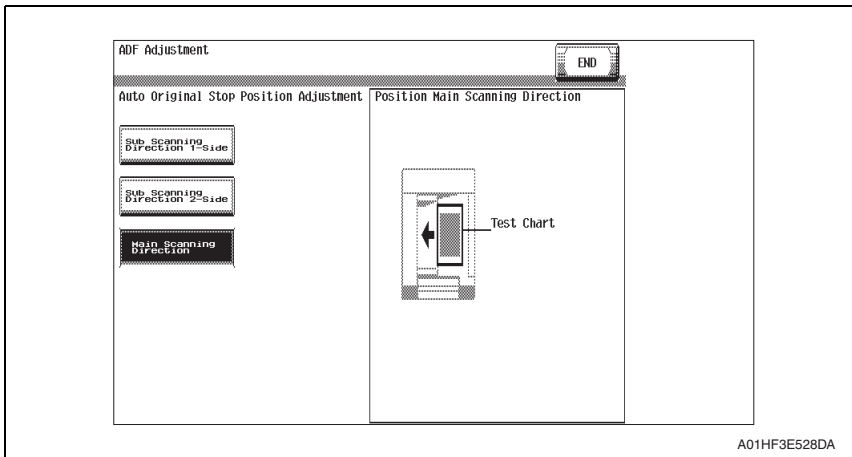 ADF Adjustment
END
Auto Original Stop Position Adjustment
Position Main Scanning Direction
Sub Scanning
Direction 1-Side
Sub Scanning
Direction 2-Side
Main Scanning
Direction
Test Chart
A01HF3E528DA